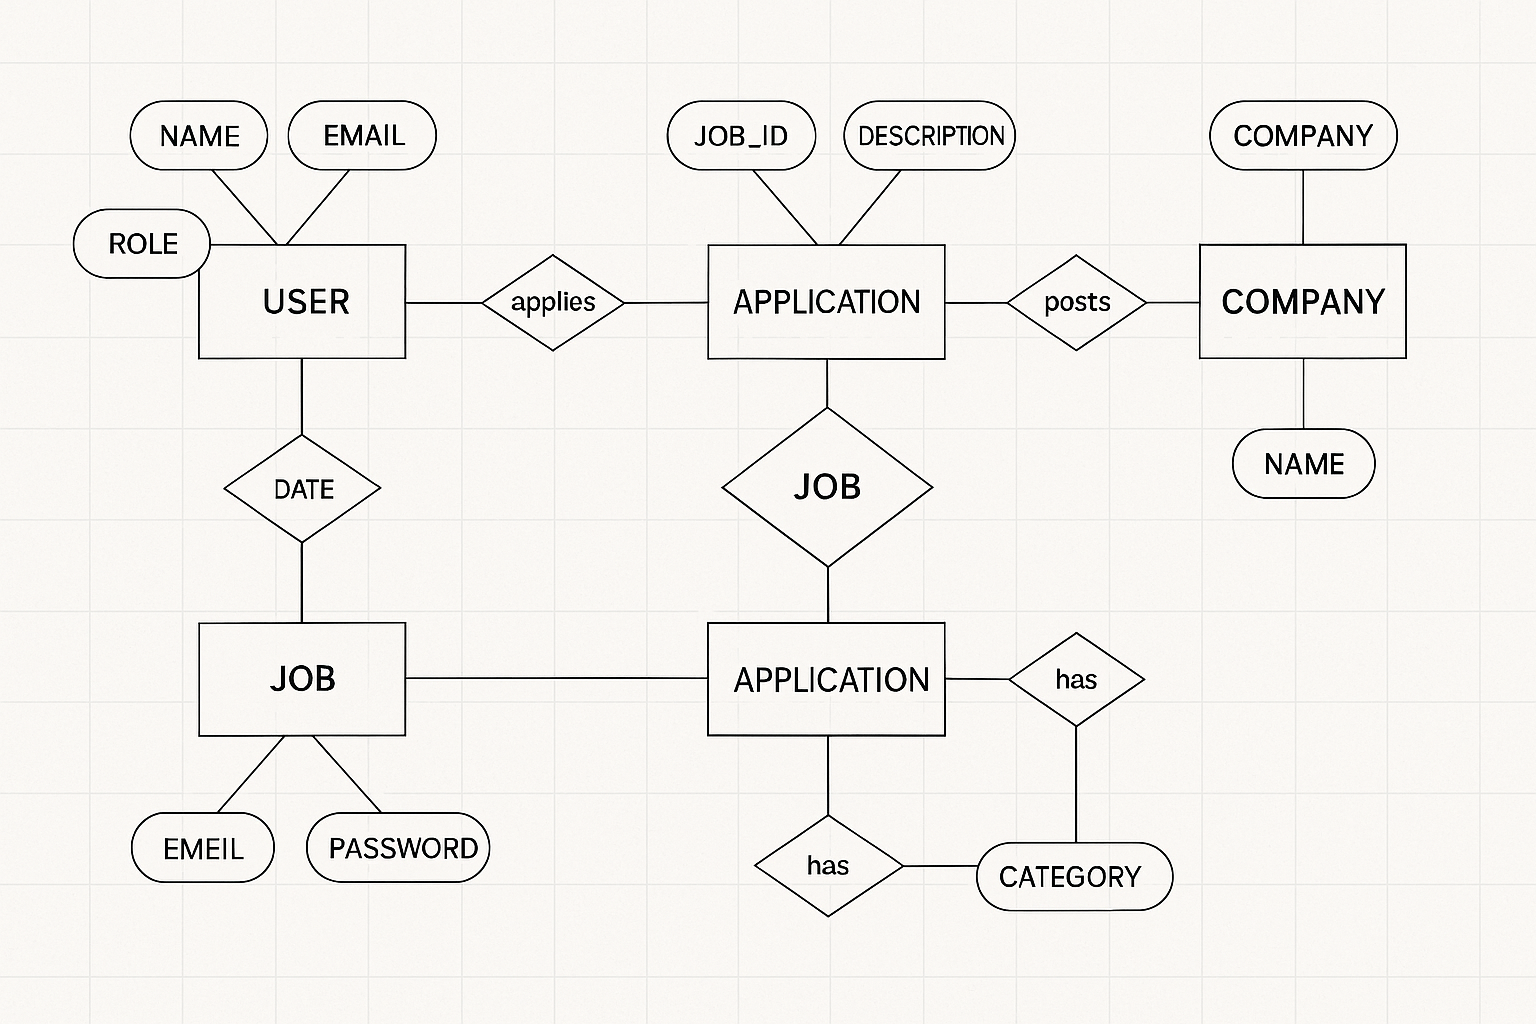 NAME
EMAIL
JOB_ID
DESCRIPTION
COMPANY
ROLE
USER
applies
APPLICATION
posts
COMPANY
NAME
DATE
JOB
JOB
APPLICATION
has
EMEIL
PASSWORD
has
CATEGORY